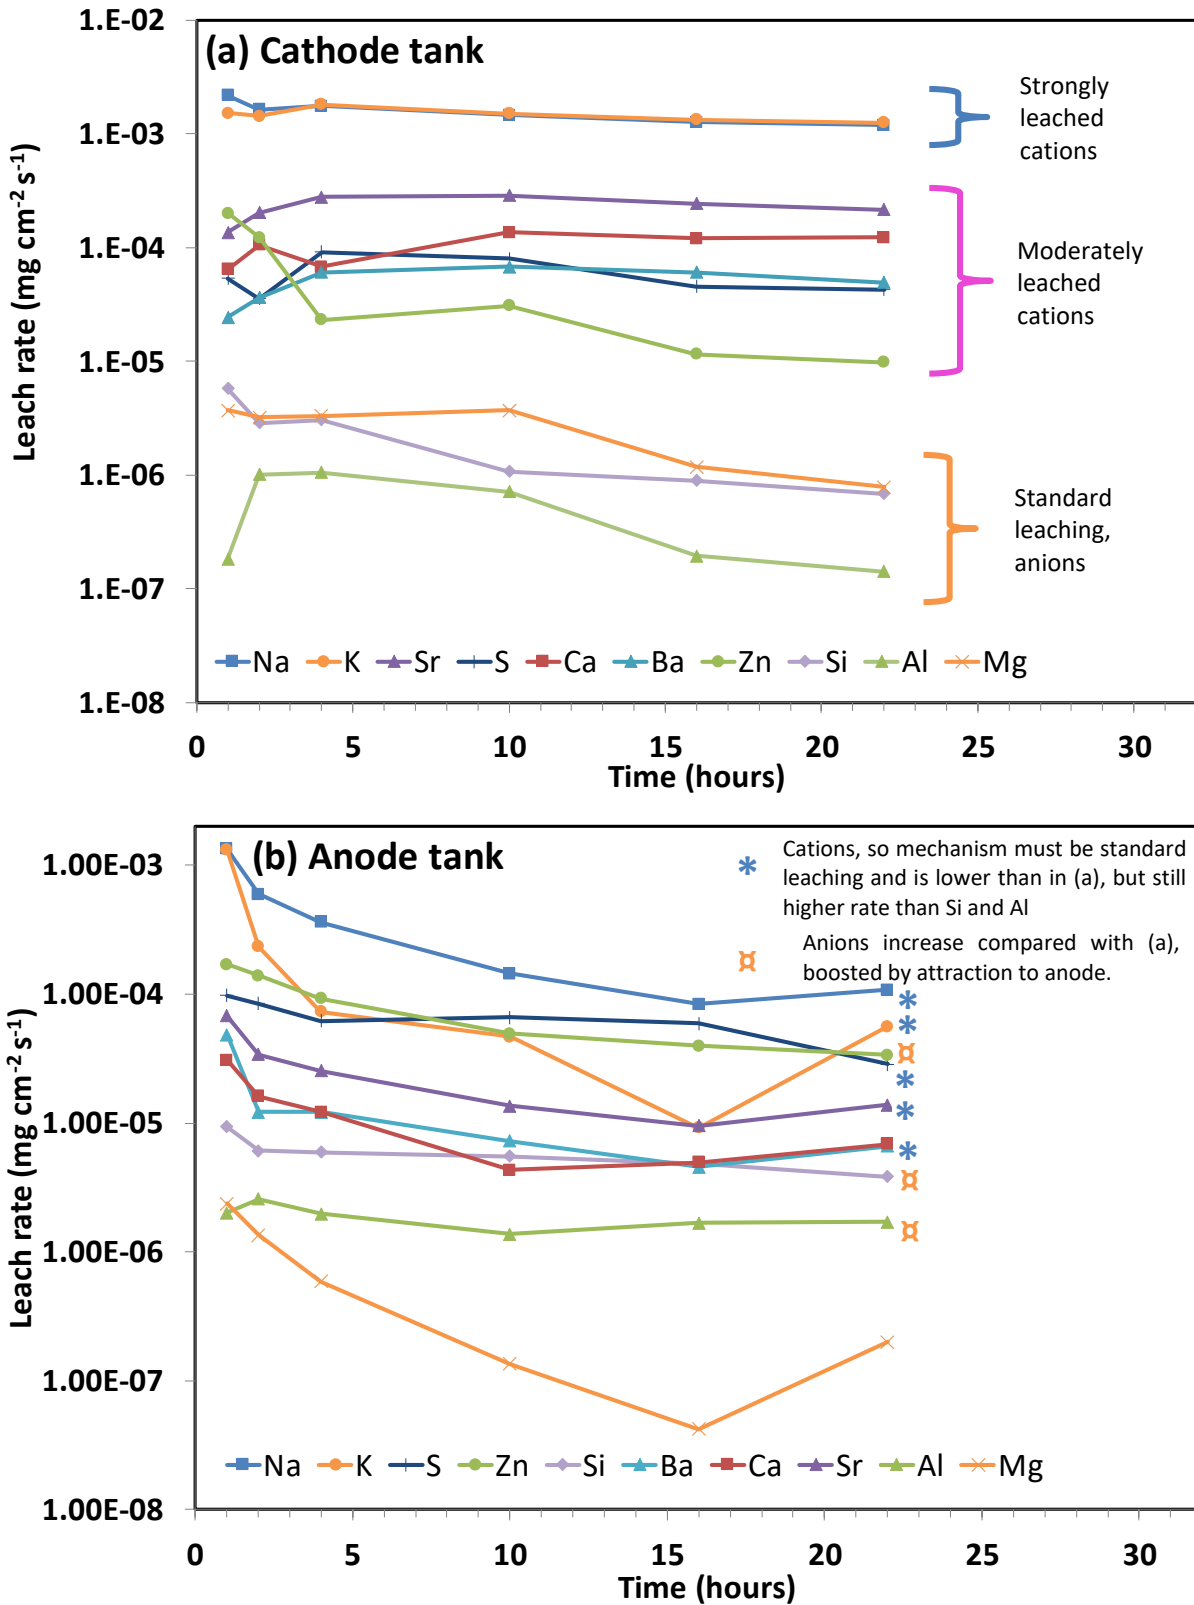 (a) Cathode tank
1.E-02
1.E-03
1.E-04
1.E-05
1.E-06
1.E-07
1.E-08
Leach rate (mg cm⁻² s⁻¹)
Strongly
leached
cations
Moderately
leached
cations
Standard
leaching,
anions
Na K Sr S Ca Ba Zn Si Al Mg
0 5 10 15 20 25 30
Time (hours)
(b) Anode tank
1.00E-03
1.00E-04
1.00E-05
1.00E-06
1.00E-07
1.00E-08
Leach rate (mg cm⁻² s⁻¹)
* Cations, so mechanism must be standard
leaching and is lower than in (a), but still
higher rate than Si and Al
¤ Anions increase compared with (a),
boosted by attraction to anode.
*
*
¤
*
*
*
¤
¤
Na K S Zn Si Ba Ca Sr Al Mg
0 5 10 15 20 25 30
Time (hours)